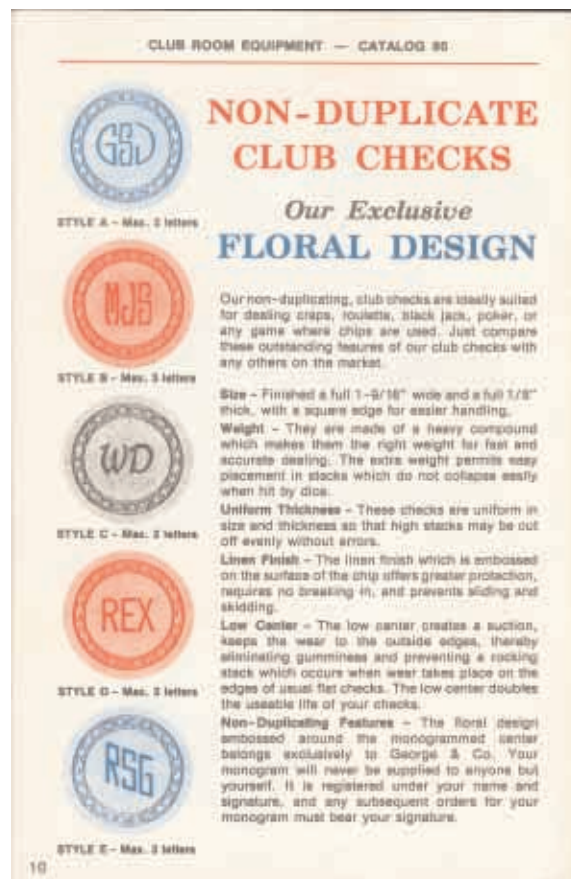 CLUB ROOM EQUIPMENT — CATALOG 80
NON-DUPLICATE
CLUB CHECKS
Our Exclusive
FLORAL DESIGN
GSJ
STYLE A – Max. 3 letters
MJS
STYLE B – Max. 3 letters
WD
STYLE C – Max. 2 letters
REX
STYLE D – Max. 3 letters
RSG
STYLE E – Max. 3 letters
Our non-duplicating, club checks are ideally suited
for dealing craps, roulette, black jack, poker, or
any game where chips are used. Just compare
these outstanding features of our club checks with
any others on the market.
Size – Finished a full 1-9/16" wide and a full 1/8"
thick, with a square edge for easier handling.
Weight – They are made of a heavy compound
which makes them the right weight for fast and
accurate dealing. The extra weight permits easy
placement in stacks which do not collapse easily
when hit by dice.
Uniform Thickness – These checks are uniform in
size and thickness so that high stacks may be cut
off evenly without errors.
Linen Finish – The linen finish which is embossed
on the surface of the chip offers greater protection,
requires no breaking in, and prevents sliding and
skidding.
Low Center – The low center creates a suction,
keeps the wear to the outside edges, thereby
eliminating gumminess and preventing a rocking
stack which occurs when wear takes place on the
edges of usual flat checks. The low center doubles
the useable life of your checks.
Non-Duplicating Features – The floral design
embossed around the monogrammed center
belongs exclusively to George & Co. Your
monogram will never be supplied to anyone but
yourself. It is registered under your name and
signature, and any subsequent orders for your
monogram must bear your signature.
10